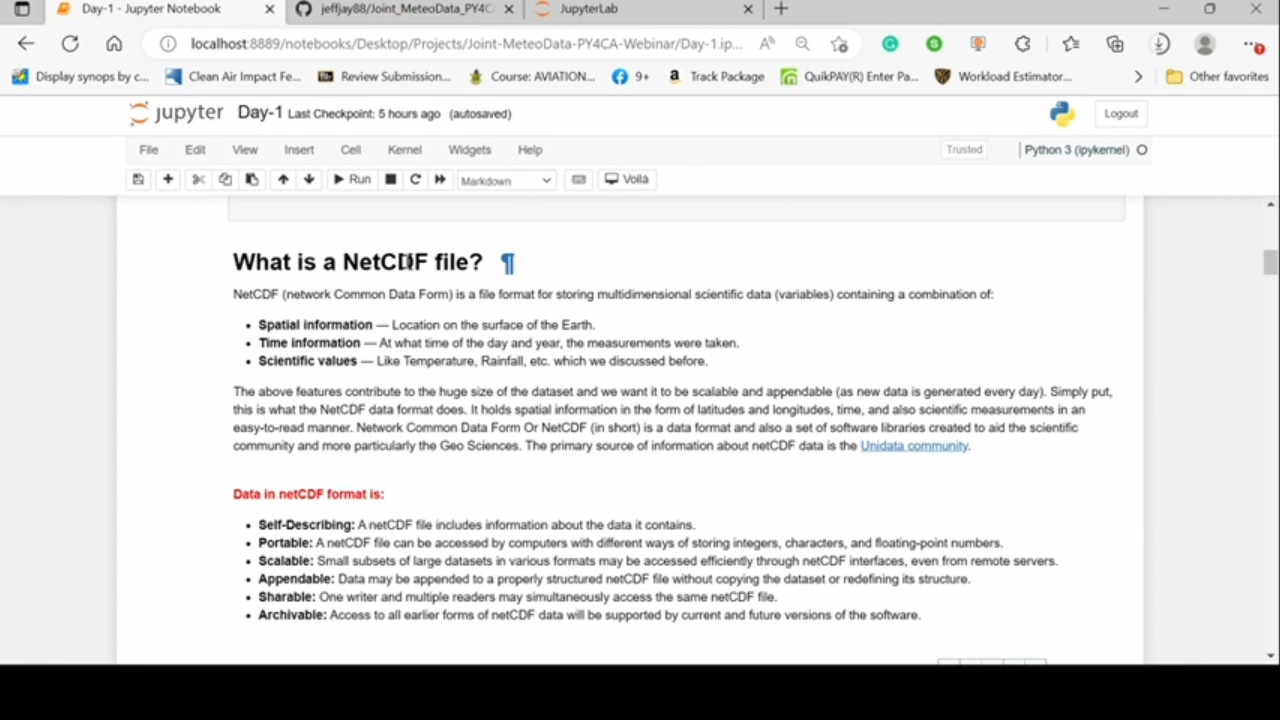 Day-1 - Jupyter Notebook
jeffjay88/Joint_MeteoData_PY4C
JupyterLab
localhost:8889/notebooks/Desktop/Projects/Joint-MeteoData-PY4CA-Webinar/Day-1.ip...
Display synops by c... Clean Air Impact Fe... Review Submission... Course: AVIATION... 9+ Track Package QuikPAY(R) Enter Pa... Workload Estimator... Other favorites
jupyter Day-1 Last Checkpoint: 5 hours ago (autosaved) Logout
File Edit View Insert Cell Kernel Widgets Help Trusted Python 3 (ipykernel)
Run Markdown Voilà
What is a NetCDF file? ¶
NetCDF (network Common Data Form) is a file format for storing multidimensional scientific data (variables) containing a combination of:
• Spatial information — Location on the surface of the Earth.
• Time information — At what time of the day and year, the measurements were taken.
• Scientific values — Like Temperature, Rainfall, etc. which we discussed before.
The above features contribute to the huge size of the dataset and we want it to be scalable and appendable (as new data is generated every day). Simply put,
this is what the NetCDF data format does. It holds spatial information in the form of latitudes and longitudes, time, and also scientific measurements in an
easy-to-read manner. Network Common Data Form Or NetCDF (in short) is a data format and also a set of software libraries created to aid the scientific
community and more particularly the Geo Sciences. The primary source of information about netCDF data is the Unidata community.
Data in netCDF format is:
• Self-Describing: A netCDF file includes information about the data it contains.
• Portable: A netCDF file can be accessed by computers with different ways of storing integers, characters, and floating-point numbers.
• Scalable: Small subsets of large datasets in various formats may be accessed efficiently through netCDF interfaces, even from remote servers.
• Appendable: Data may be appended to a properly structured netCDF file without copying the dataset or redefining its structure.
• Sharable: One writer and multiple readers may simultaneously access the same netCDF file.
• Archivable: Access to all earlier forms of netCDF data will be supported by current and future versions of the software.